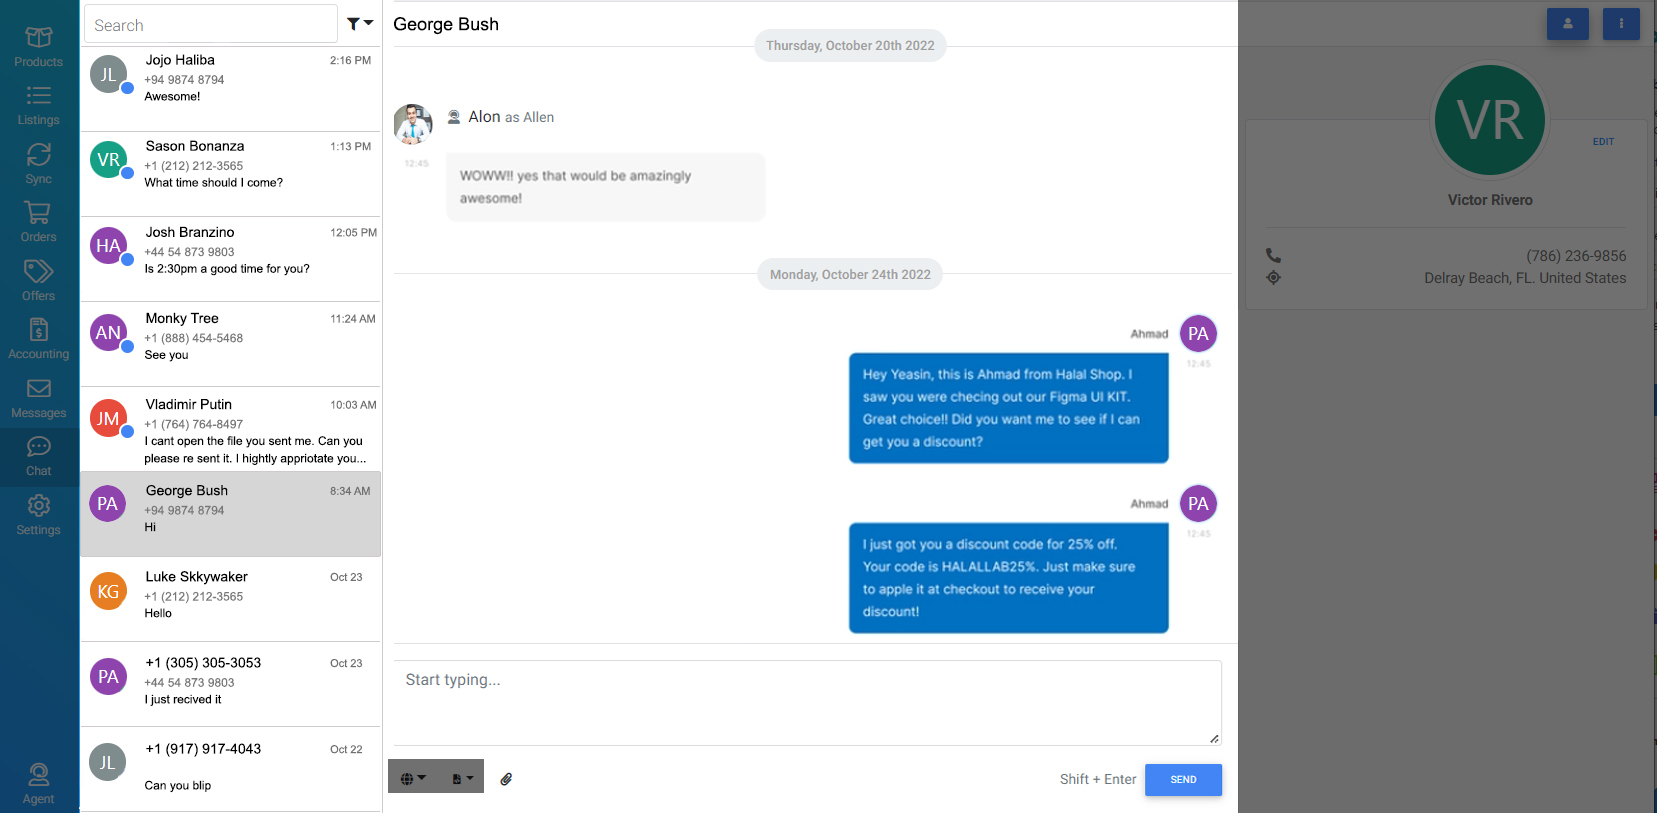 Products
Listings
Sync
Orders
Offers
Accounting
Messages
Chat
Settings
Agent
Search
JL
Jojo Haliba
2:16 PM
+94 9874 8794
Awesome!
VR
Sason Bonanza
1:13 PM
+1 (212) 212-3565
What time should I come?
HA
Josh Branzino
12:05 PM
+44 54 873 9803
Is 2:30pm a good time for you?
AN
Monky Tree
11:24 AM
+1 (888) 454-5468
See you
JM
Vladimir Putin
10:03 AM
+1 (764) 764-8497
I cant open the file you sent me. Can you
please re sent it. I hightly appriotate you...
PA
George Bush
8:34 AM
+94 9874 8794
Hi
KG
Luke Skkywaker
Oct 23
+1 (212) 212-3565
Hello
PA
+1 (305) 305-3053
Oct 23
+44 54 873 9803
I just recived it
JL
+1 (917) 917-4043
Oct 22
Can you blip
George Bush
Thursday, October 20th 2022
Alon as Allen
12:45
WOWW!! yes that would be amazingly
awesome!
Monday, October 24th 2022
Ahmad
PA
12:45
Hey Yeasin, this is Ahmad from Halal Shop. I
saw you were checing out our Figma UI KIT.
Great choice!! Did you want me to see if I can
get you a discount?
Ahmad
PA
12:45
I just got you a discount code for 25% off.
Your code is HALALLAB25%. Just make sure
to apple it at checkout to receive your
discount!
Start typing...
Shift + Enter
SEND
VR
EDIT
Victor Rivero
(786) 236-9856
Delray Beach, FL. United States